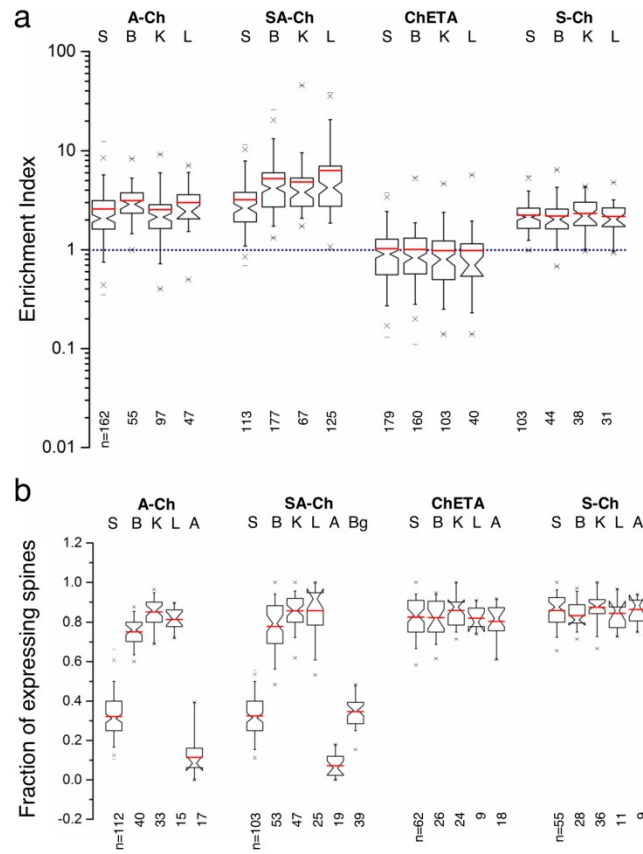 a
A-Ch SA-Ch ChETA S-Ch
S B K L S B K L S B K L S B K L
100
10
1
0.1
0.01
Enrichment Index
n=162 55 97 47 113 177 67 125 179 160 103 40 103 44 38 31
b
A-Ch SA-Ch ChETA S-Ch
S B K L A S B K L A Bg S B K L A S B K L A
1.2
1.0
0.8
0.6
0.4
0.2
0.0
-0.2
Fraction of expressing spines
n=112 40 33 15 17 n=103 53 47 25 19 39 n=62 26 24 9 18 n=55 28 36 11 9